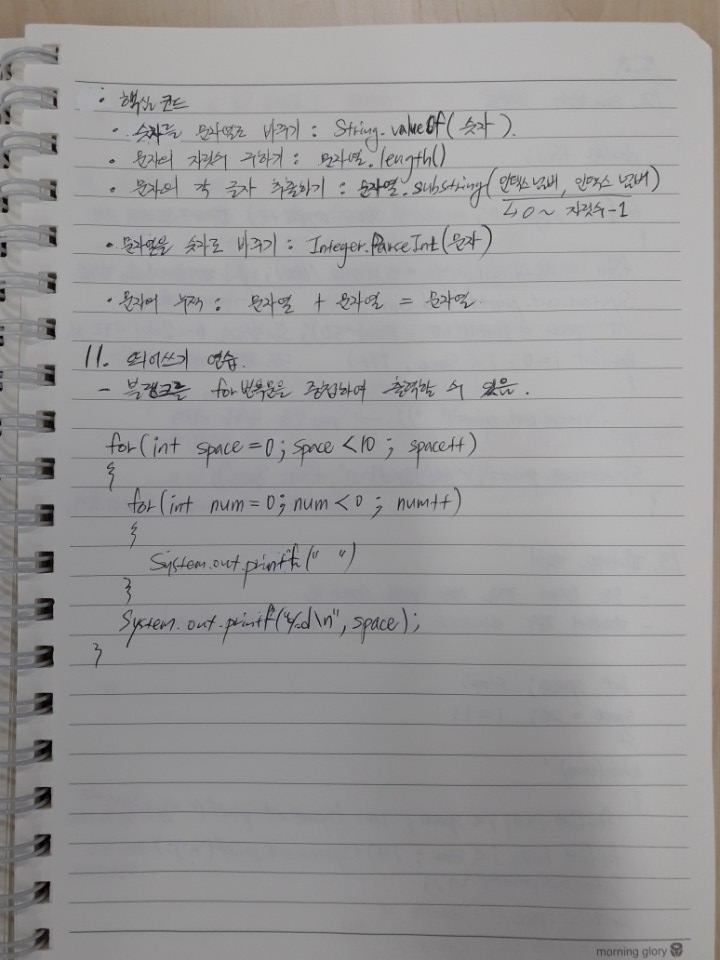 • 핵심 코드
• 숫자를 문자열로 바꾸기 : String.valueOf(숫자).
• 문자의 자릿수 구하기 : 문자열.length()
• 문자의 각 글자 추출하기 : 문자열.substring(인덱스 넘버, 인덱스 넘버)
↳ 0 ~ 자릿수-1
• 문자열을 숫자로 바꾸기 : Integer.ParseInt(문자)
• 문자의 누적 : 문자열 + 문자열 = 문자열.
11. 띄어쓰기 연습.
- 블랭크를 for반복문을 중첩하여 출력할 수 있음.
for(int space=0; space<10; space++)
{
for(int num=0; num<0; num++)
{
System.out.printf(" ")
}
System.out.printf("%d\n", space);
}
morning glory